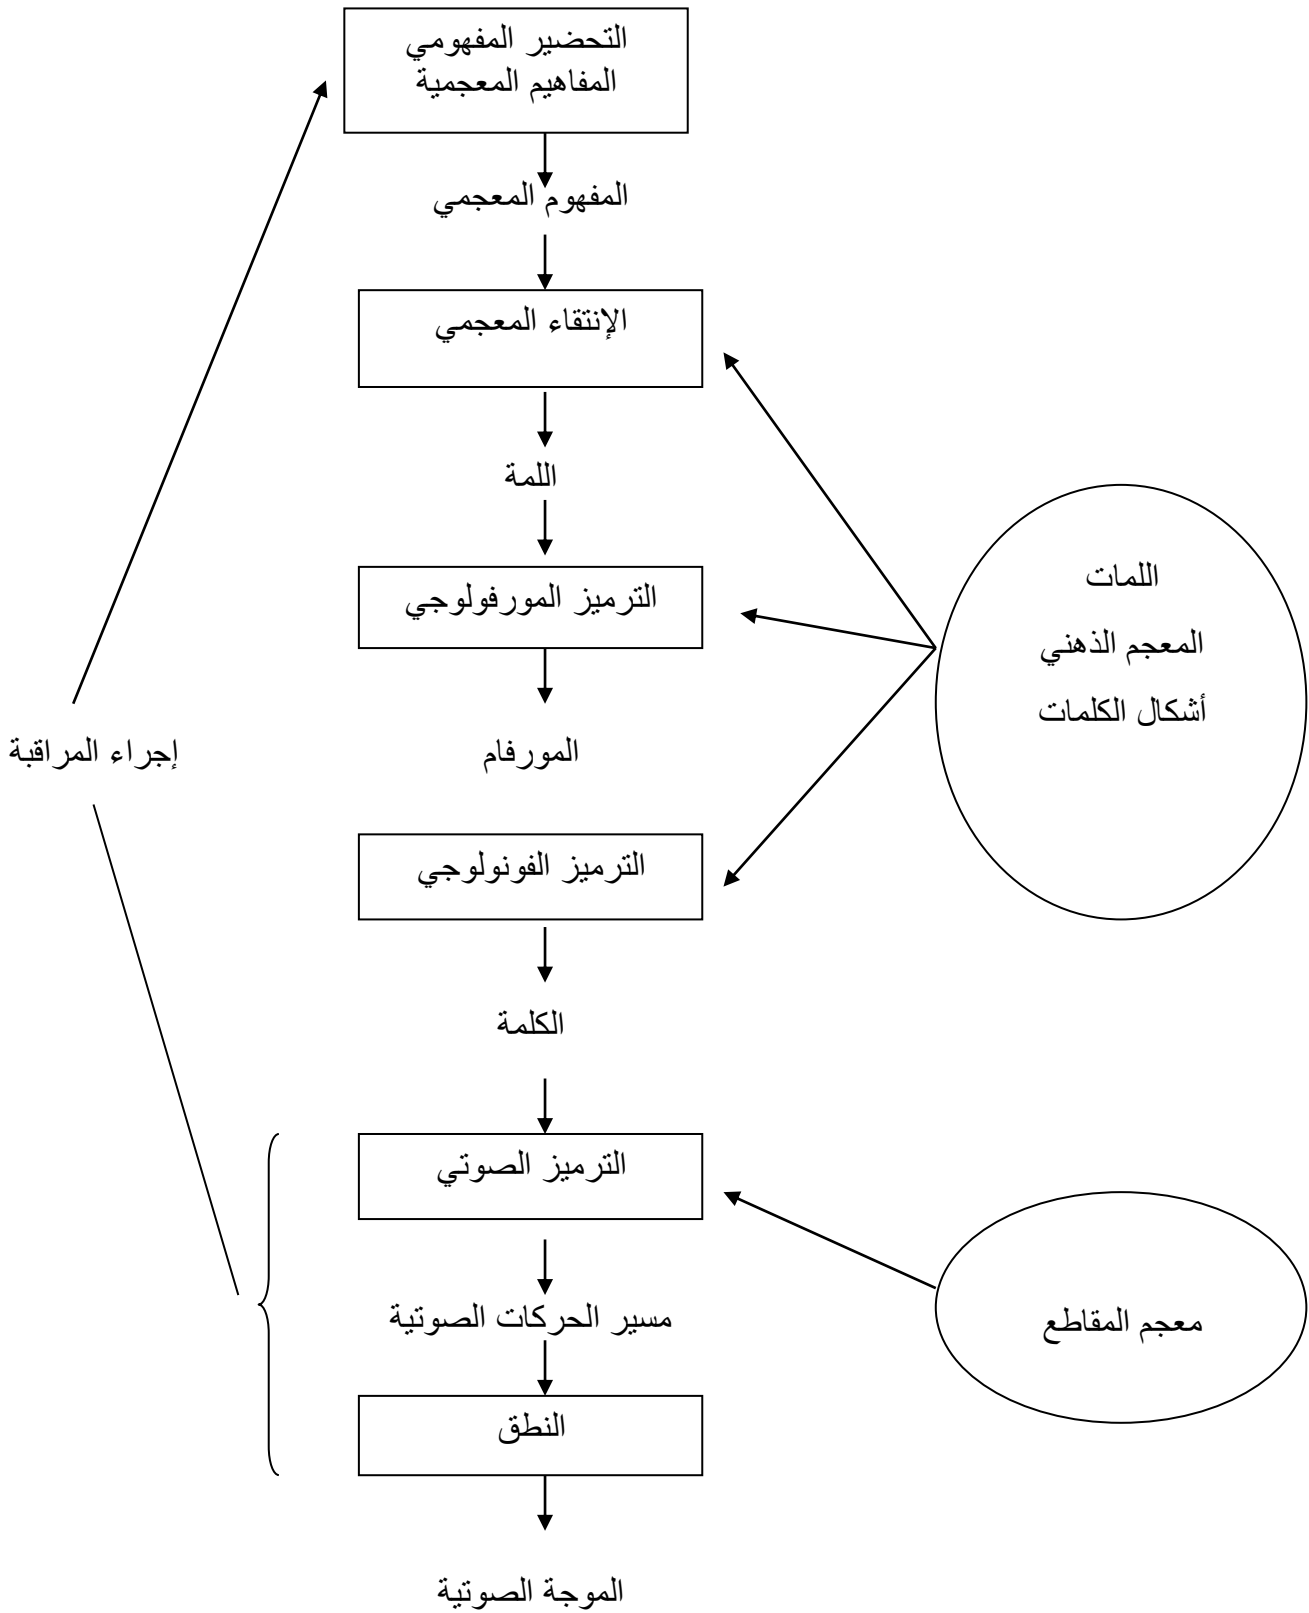 التحضير المفهومي
المفاهيم المعجمية
المفهوم المعجمي
الإنتقاء المعجمي
اللمة
الترميز المورفولوجي
المورفام
الترميز الفونولوجي
الكلمة
الترميز الصوتي
مسير الحركات الصوتية
النطق
الموجة الصوتية
اللمات
المعجم الذهني
أشكال الكلمات
معجم المقاطع
إجراء المراقبة